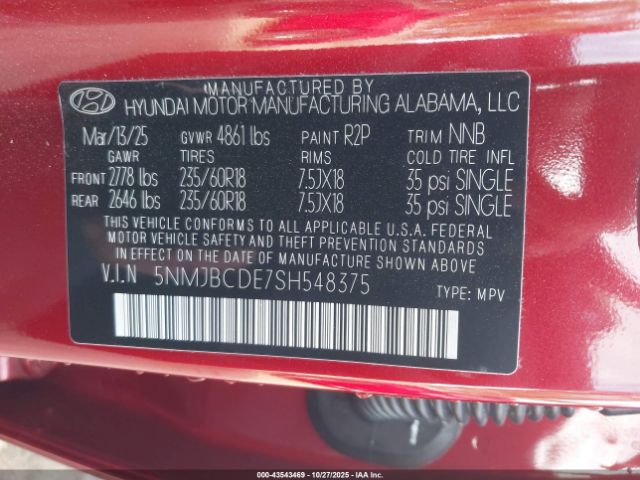 MANUFACTURED BY
HYUNDAI MOTOR MANUFACTURING ALABAMA, LLC
Mar/13/25 GVWR 4861 lbs PAINT R2P TRIM NNB
GAWR TIRES RIMS COLD TIRE INFL
FRONT 2778 lbs 235/60R18 7.5JX18 35 psi SINGLE
REAR 2646 lbs 235/60R18 7.5JX18 35 psi SINGLE
THIS VEHICLE CONFORMS TO ALL APPLICABLE U.S.A. FEDERAL
MOTOR VEHICLE SAFETY AND THEFT PREVENTION STANDARDS
IN EFFECT ON THE DATE OF MANUFACTURE SHOWN ABOVE.
V.I.N 5NMJBCDE7SH548375
TYPE: MPV
000-43543469 - 10/27/2025 - IAAI.COM